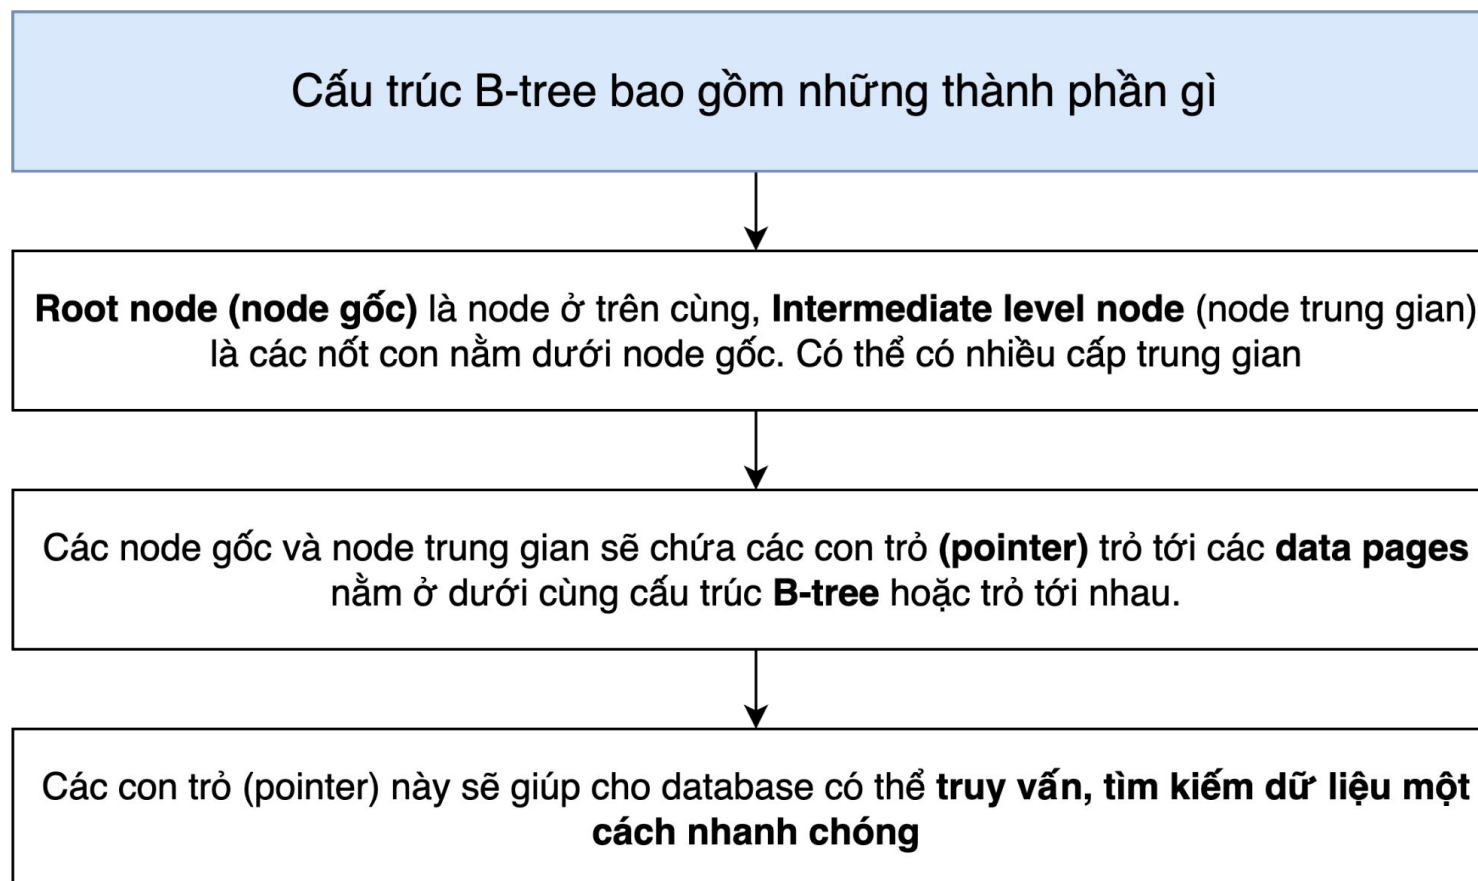 Cấu trúc B-tree bao gồm những thành phần gì
Root node (node gốc) là node ở trên cùng, Intermediate level node (node trung gian)
là các nốt con nằm dưới node gốc. Có thể có nhiều cấp trung gian
Các node gốc và node trung gian sẽ chứa các con trỏ (pointer) trỏ tới các data pages
nằm ở dưới cùng cấu trúc B-tree hoặc trỏ tới nhau.
Các con trỏ (pointer) này sẽ giúp cho database có thể truy vấn, tìm kiếm dữ liệu một
cách nhanh chóng